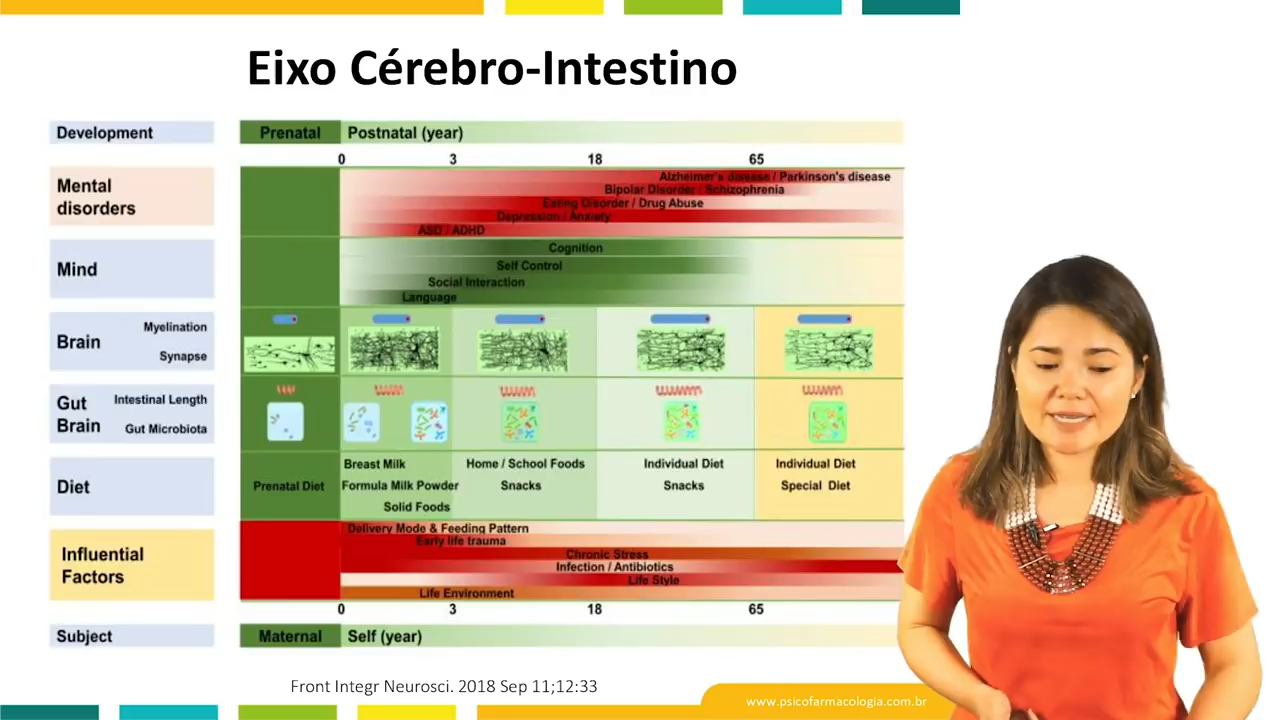 Eixo Cérebro-Intestino
Development
Prenatal
Postnatal (year)
0 3 18 65
Mental
disorders
Alzheimer's disease / Parkinson's disease
Bipolar Disorder / Schizophrenia
Eating Disorder / Drug Abuse
Depression / Anxiety
ASD / ADHD
Mind
Cognition
Self Control
Social Interaction
Language
Brain
Myelination
Synapse
Gut
Brain
Intestinal Length
Gut Microbiota
Diet
Prenatal Diet
Breast Milk
Formula Milk Powder
Solid Foods
Home / School Foods
Snacks
Individual Diet
Snacks
Individual Diet
Special Diet
Influential
Factors
Delivery Mode & Feeding Pattern
Early life trauma
Chronic Stress
Infection / Antibiotics
Life Style
Life Environment
0 3 18 65
Subject
Maternal
Self (year)
Front Integr Neurosci. 2018 Sep 11;12:33
www.psicofarmacologia.com.br